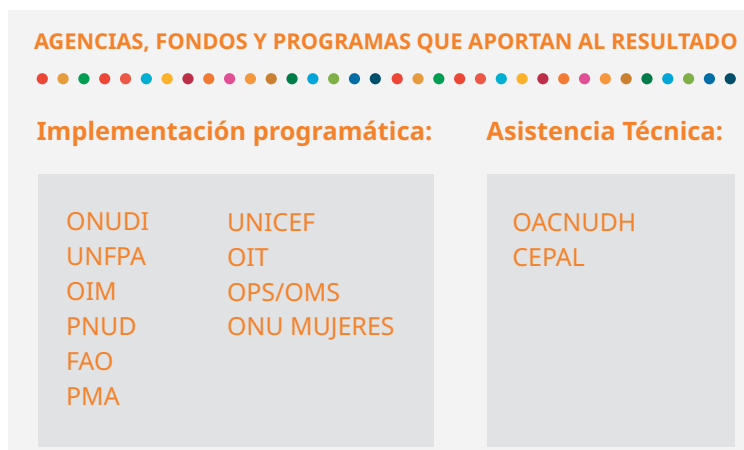 AGENCIAS, FONDOS Y PROGRAMAS QUE APORTAN AL RESULTADO
Implementación programática:
ONUDI
UNFPA
OIM
PNUD
FAO
PMA
UNICEF
OIT
OPS/OMS
ONU MUJERES
Asistencia Técnica:
OACNUDH
CEPAL